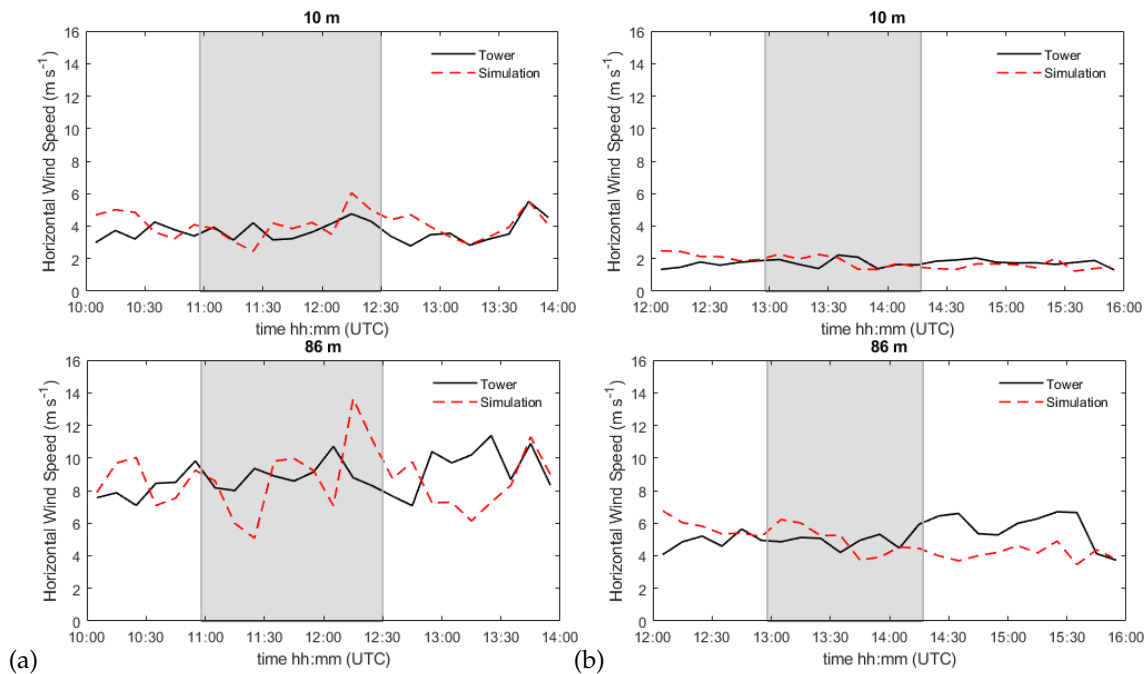 10 m
Horizontal Wind Speed (m s⁻¹)
16
14
12
10
8
6
4
2
0
Tower
Simulation
10:00 10:30 11:00 11:30 12:00 12:30 13:00 13:30 14:00
time hh:mm (UTC)
10 m
Horizontal Wind Speed (m s⁻¹)
16
14
12
10
8
6
4
2
0
Tower
Simulation
12:00 12:30 13:00 13:30 14:00 14:30 15:00 15:30 16:00
time hh:mm (UTC)
86 m
Horizontal Wind Speed (m s⁻¹)
16
14
12
10
8
6
4
2
0
Tower
Simulation
10:00 10:30 11:00 11:30 12:00 12:30 13:00 13:30 14:00
time hh:mm (UTC)
(a)
86 m
Horizontal Wind Speed (m s⁻¹)
16
14
12
10
8
6
4
2
0
Tower
Simulation
12:00 12:30 13:00 13:30 14:00 14:30 15:00 15:30 16:00
time hh:mm (UTC)
(b)